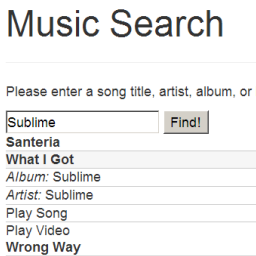 Music Search
Please enter a song title, artist, album, or
Sublime Find!
Santeria
What I Got
Album: Sublime
Artist: Sublime
Play Song
Play Video
Wrong Way